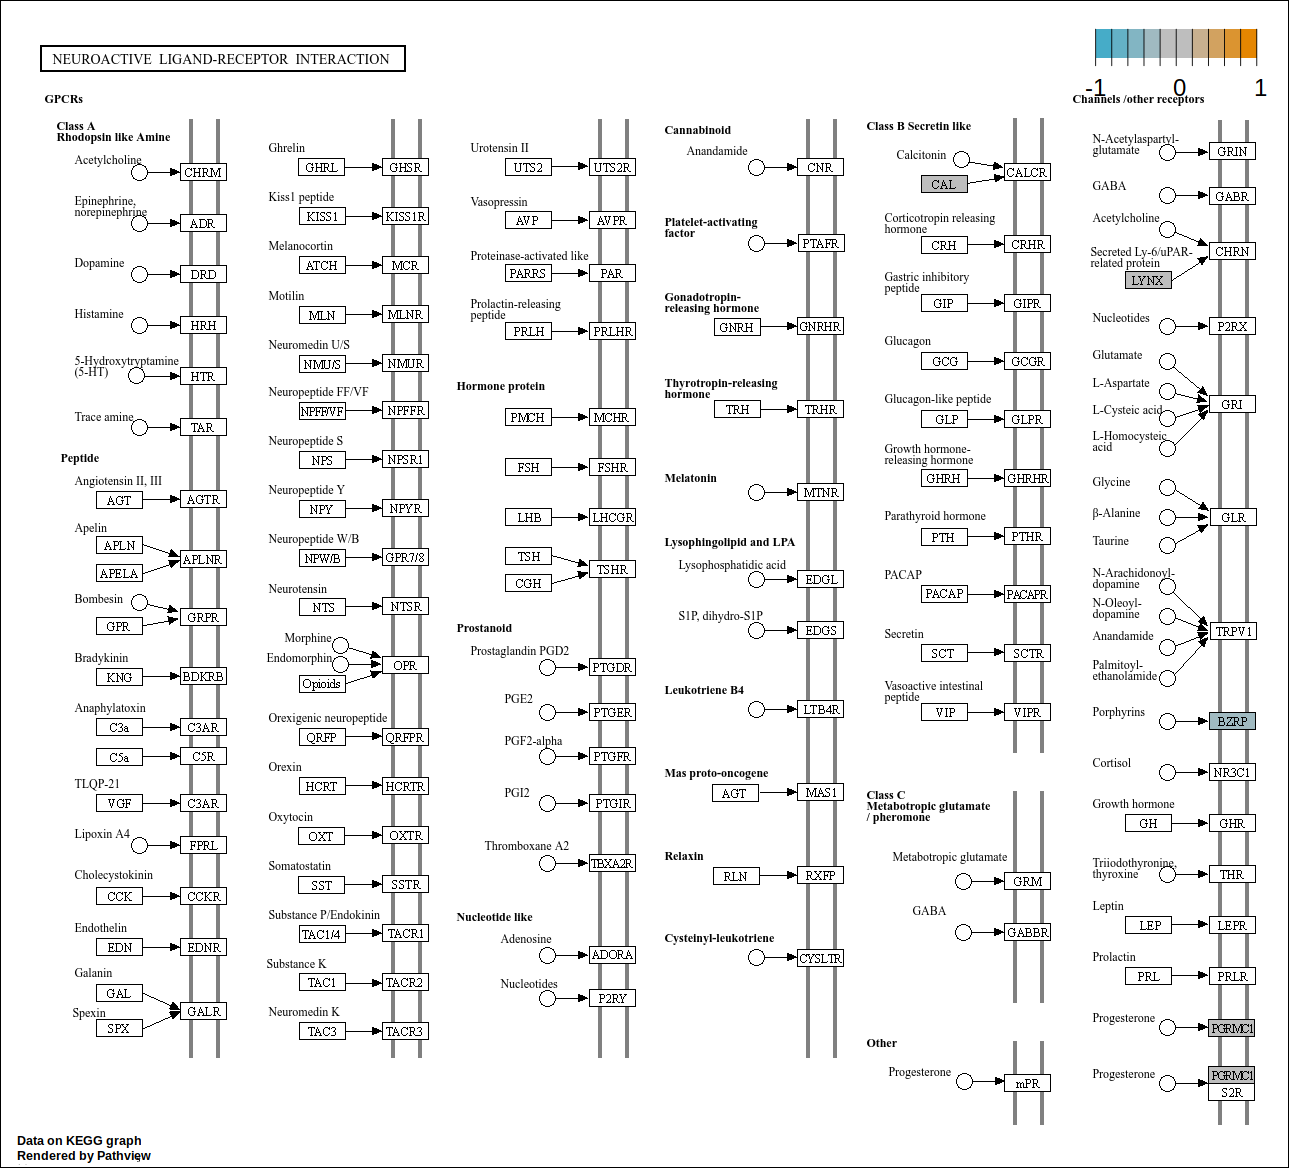 NEUROACTIVE LIGAND-RECEPTOR INTERACTION
-1
0
1
GPCRs
Class A
Rhodopsin like Amine
Acetylcholine
CHRM
Epinephrine,
norepinephrine
ADR
Dopamine
DRD
Histamine
HRH
5-Hydroxytryptamine
(5-HT)
HTR
Trace amine
TAR
Peptide
Angiotensin II, III
AGT
AGTR
Apelin
APLN
APLNR
APELA
Bombesin
GRPR
GPR
Bradykinin
KNG
BDKRB
Anaphylatoxin
C3a
C3AR
C5a
C5R
TLQP-21
VGF
C3AR
Lipoxin A4
FPRL
Cholecystokinin
CCK
CCKR
Endothelin
EDN
EDNR
Galanin
GAL
GALR
Spexin
SPX
Ghrelin
GHRL
GHSR
Kiss1 peptide
KISS1
KISS1R
Melanocortin
ATCH
MCR
Motilin
MLN
MLNR
Neuromedin U/S
NMU/S
NMUR
Neuropeptide FF/VF
NPFF/VF
NPFFR
Neuropeptide S
NPS
NPSR1
Neuropeptide Y
NPY
NPYR
Neuropeptide W/B
NPW/B
GPR7/8
Neurotensin
NTS
NTSR
Morphine
Endomorphin
OPR
Opioids
Orexigenic neuropeptide
QRFP
QRFPR
Orexin
HCRT
HCRTR
Oxytocin
OXT
OXTR
Somatostatin
SST
SSTR
Substance P/Endokinin
TAC1/4
TACR1
Substance K
TAC1
TACR2
Neuromedin K
TAC3
TACR3
Urotensin II
UTS2
UTS2R
Vasopressin
AVP
AVPR
Proteinase-activated like
PARRS
PAR
Prolactin-releasing
peptide
PRLH
PRLHR
Hormone protein
PMCH
MCHR
FSH
FSHR
LHB
LHCGR
TSH
TSHR
CGH
Prostanoid
Prostaglandin PGD2
PTGDR
PGE2
PTGER
PGF2-alpha
PTGFR
PGI2
PTGIR
Thromboxane A2
TBXA2R
Nucleotide like
Adenosine
ADORA
Nucleotides
P2RY
Cannabinoid
Anandamide
CNR
Platelet-activating
factor
PTAFR
Gonadotropin-
releasing hormone
GNRH
GNRHR
Thyrotropin-releasing
hormone
TRH
TRHR
Melatonin
MTNR
Lysophingolipid and LPA
Lysophosphatidic acid
EDGL
S1P, dihydro-S1P
EDGS
Leukotriene B4
LTB4R
Mas proto-oncogene
AGT
MAS1
Relaxin
RLN
RXFP
Cysteinyl-leukotriene
CYSLTR
Class B Secretin like
Calcitonin
CALCR
CAL
Corticotropin releasing
hormone
CRH
CRHR
Gastric inhibitory
peptide
GIP
GIPR
Glucagon
GCG
GCGR
Glucagon-like peptide
GLP
GLPR
Growth hormone-
releasing hormone
GHRH
GHRHR
Parathyroid hormone
PTH
PTHR
PACAP
PACAP
PACAPR
Secretin
SCT
SCTR
Vasoactive intestinal
peptide
VIP
VIPR
Class C
Metabotropic glutamate
/ pheromone
Metabotropic glutamate
GRM
GABA
GABBR
Other
Progesterone
mPR
Channels /other receptors
N-Acetylaspartyl-
glutamate
GRIN
GABA
GABR
Acetylcholine
CHRN
Secreted Ly-6/uPAR-
related protein
LYNX
Nucleotides
P2RX
Glutamate
L-Aspartate
GRI
L-Cysteic acid
L-Homocysteic
acid
Glycine
β-Alanine
GLR
Taurine
N-Arachidonoyl-
dopamine
N-Oleoyl-
dopamine
TRPV1
Anandamide
Palmitoyl-
ethanolamide
Porphyrins
BZRP
Cortisol
NR3C1
Growth hormone
GH
GHR
Triiodothyronine,
thyroxine
THR
Leptin
LEP
LEPR
Prolactin
PRL
PRLR
Progesterone
PGRMC1
Progesterone
PGRMC1
S2R
Data on KEGG graph
Rendered by Pathview